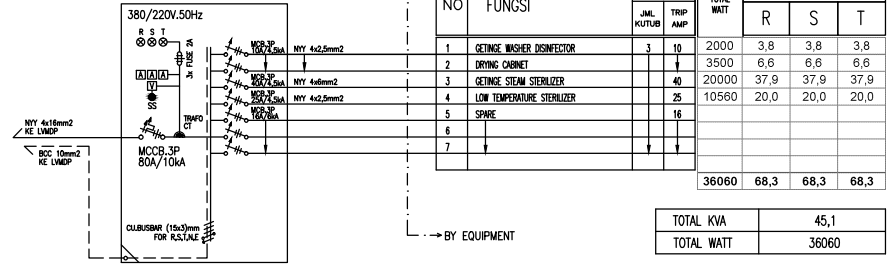 380/220V.50Hz
R S T
3x FUSE 2A
A A A
V
SS
TRAFO
CT
NYY 4x16mm2
KE LVMDP
BCC 10mm2
KE LVMDP
MCCB.3P
80A/10kA
CU.BUSBAR (15x3)mm
FOR R,S,T,N,E
MCB.3P
10A/4,5kA NYY 4x2,5mm2
MCB.3P
40A/4,5kA NYY 4x6mm2
MCB.3P
25A/4,5kA NYY 4x2,5mm2
MCB.3P
16A/6kA
BY EQUIPMENT
NO FUNGSI JML KUTUB TRIP AMP WATT R S T
1 GETINGE WASHER DISINFECTOR 3 10 2000 3,8 3,8 3,8
2 DRYING CABINET 3500 6,6 6,6 6,6
3 GETINGE STEAM STERILIZER 40 20000 37,9 37,9 37,9
4 LOW TEMPERATURE STERILIZER 25 10560 20,0 20,0 20,0
5 SPARE 16
6
7
36060 68,3 68,3 68,3
TOTAL KVA 45,1
TOTAL WATT 36060